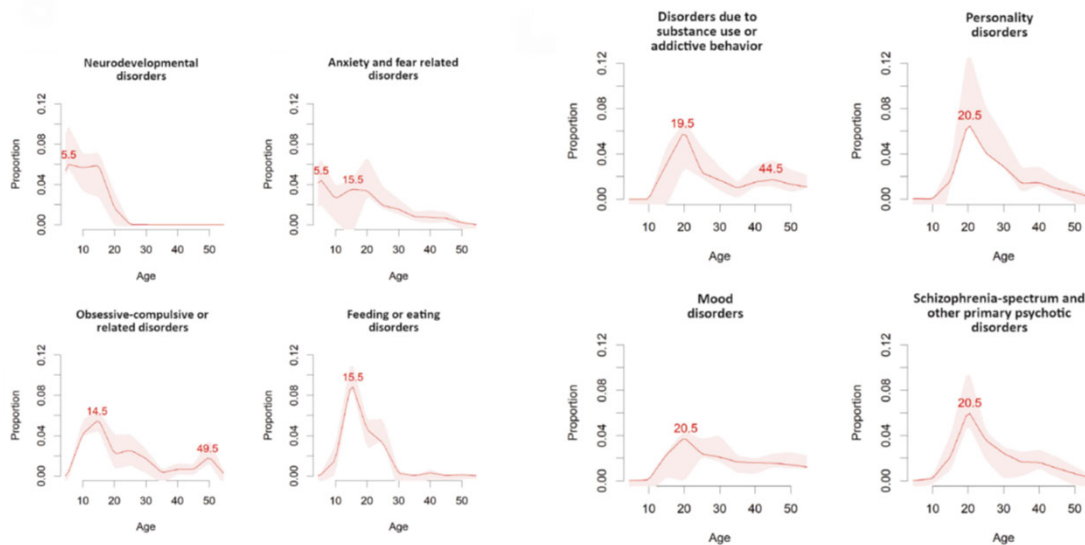 Neurodevelopmental
disorders
0.12
0.08
0.04
0.00
Proportion
5.5
10 20 30 40 50
Age
Anxiety and fear related
disorders
0.12
0.08
0.04
0.00
Proportion
5.5
15.5
10 20 30 40 50
Age
Disorders due to
substance use or
addictive behavior
0.12
0.08
0.04
0.00
Proportion
19.5
44.5
10 20 30 40 50
Age
Personality
disorders
0.12
0.08
0.04
0.00
Proportion
20.5
10 20 30 40 50
Age
Obsessive-compulsive or
related disorders
0.12
0.08
0.04
0.00
Proportion
14.5
49.5
10 20 30 40 50
Age
Feeding or eating
disorders
0.12
0.08
0.04
0.00
Proportion
15.5
10 20 30 40 50
Age
Mood
disorders
0.12
0.08
0.04
0.00
Proportion
20.5
10 20 30 40 50
Age
Schizophrenia-spectrum and
other primary psychotic
disorders
0.12
0.08
0.04
0.00
Proportion
20.5
10 20 30 40 50
Age